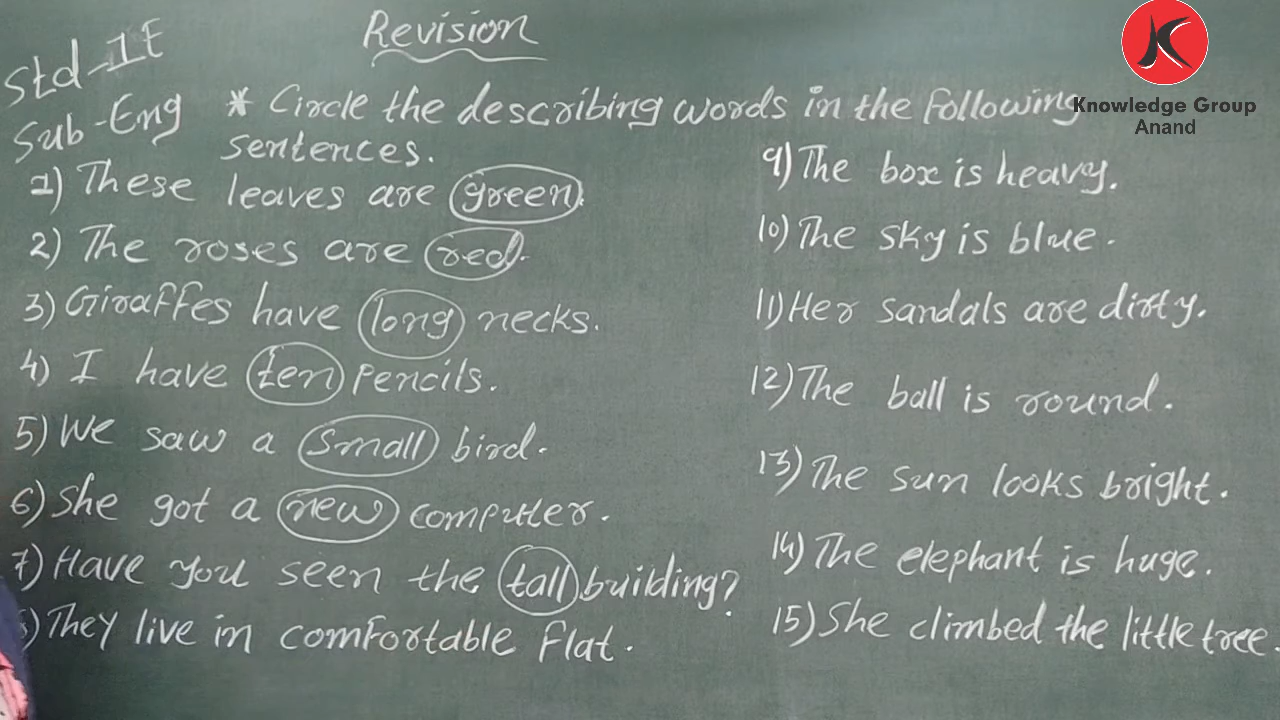 Revision
Std-1E
Sub-Eng
* Circle the describing words in the following
sentences.
1) These leaves are green.
2) The roses are red.
3) Giraffes have long necks.
4) I have ten pencils.
5) We saw a small bird.
6) She got a new computer.
7) Have you seen the tall building?
8) They live in comfortable flat.
9) The box is heavy.
10) The sky is blue.
11) Her sandals are dirty.
12) The ball is round.
13) The sun looks bright.
14) The elephant is huge.
15) She climbed the little tree.
K
Knowledge Group
Anand